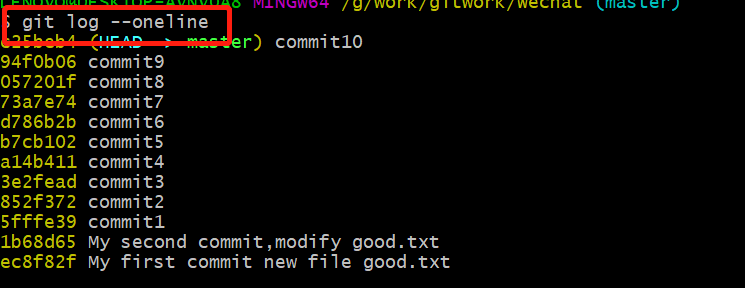 MINGW64 /g/work/gitwork/wechat (master)
$ git log --oneline
(HEAD -> master) commit10
94f0b06 commit9
057201f commit8
73a7e74 commit7
d786b2b commit6
b7cb102 commit5
a14b411 commit4
3e2fead commit3
852f372 commit2
5fffe39 commit1
1b68d65 My second commit,modify good.txt
ec8f82f My first commit new file good.txt